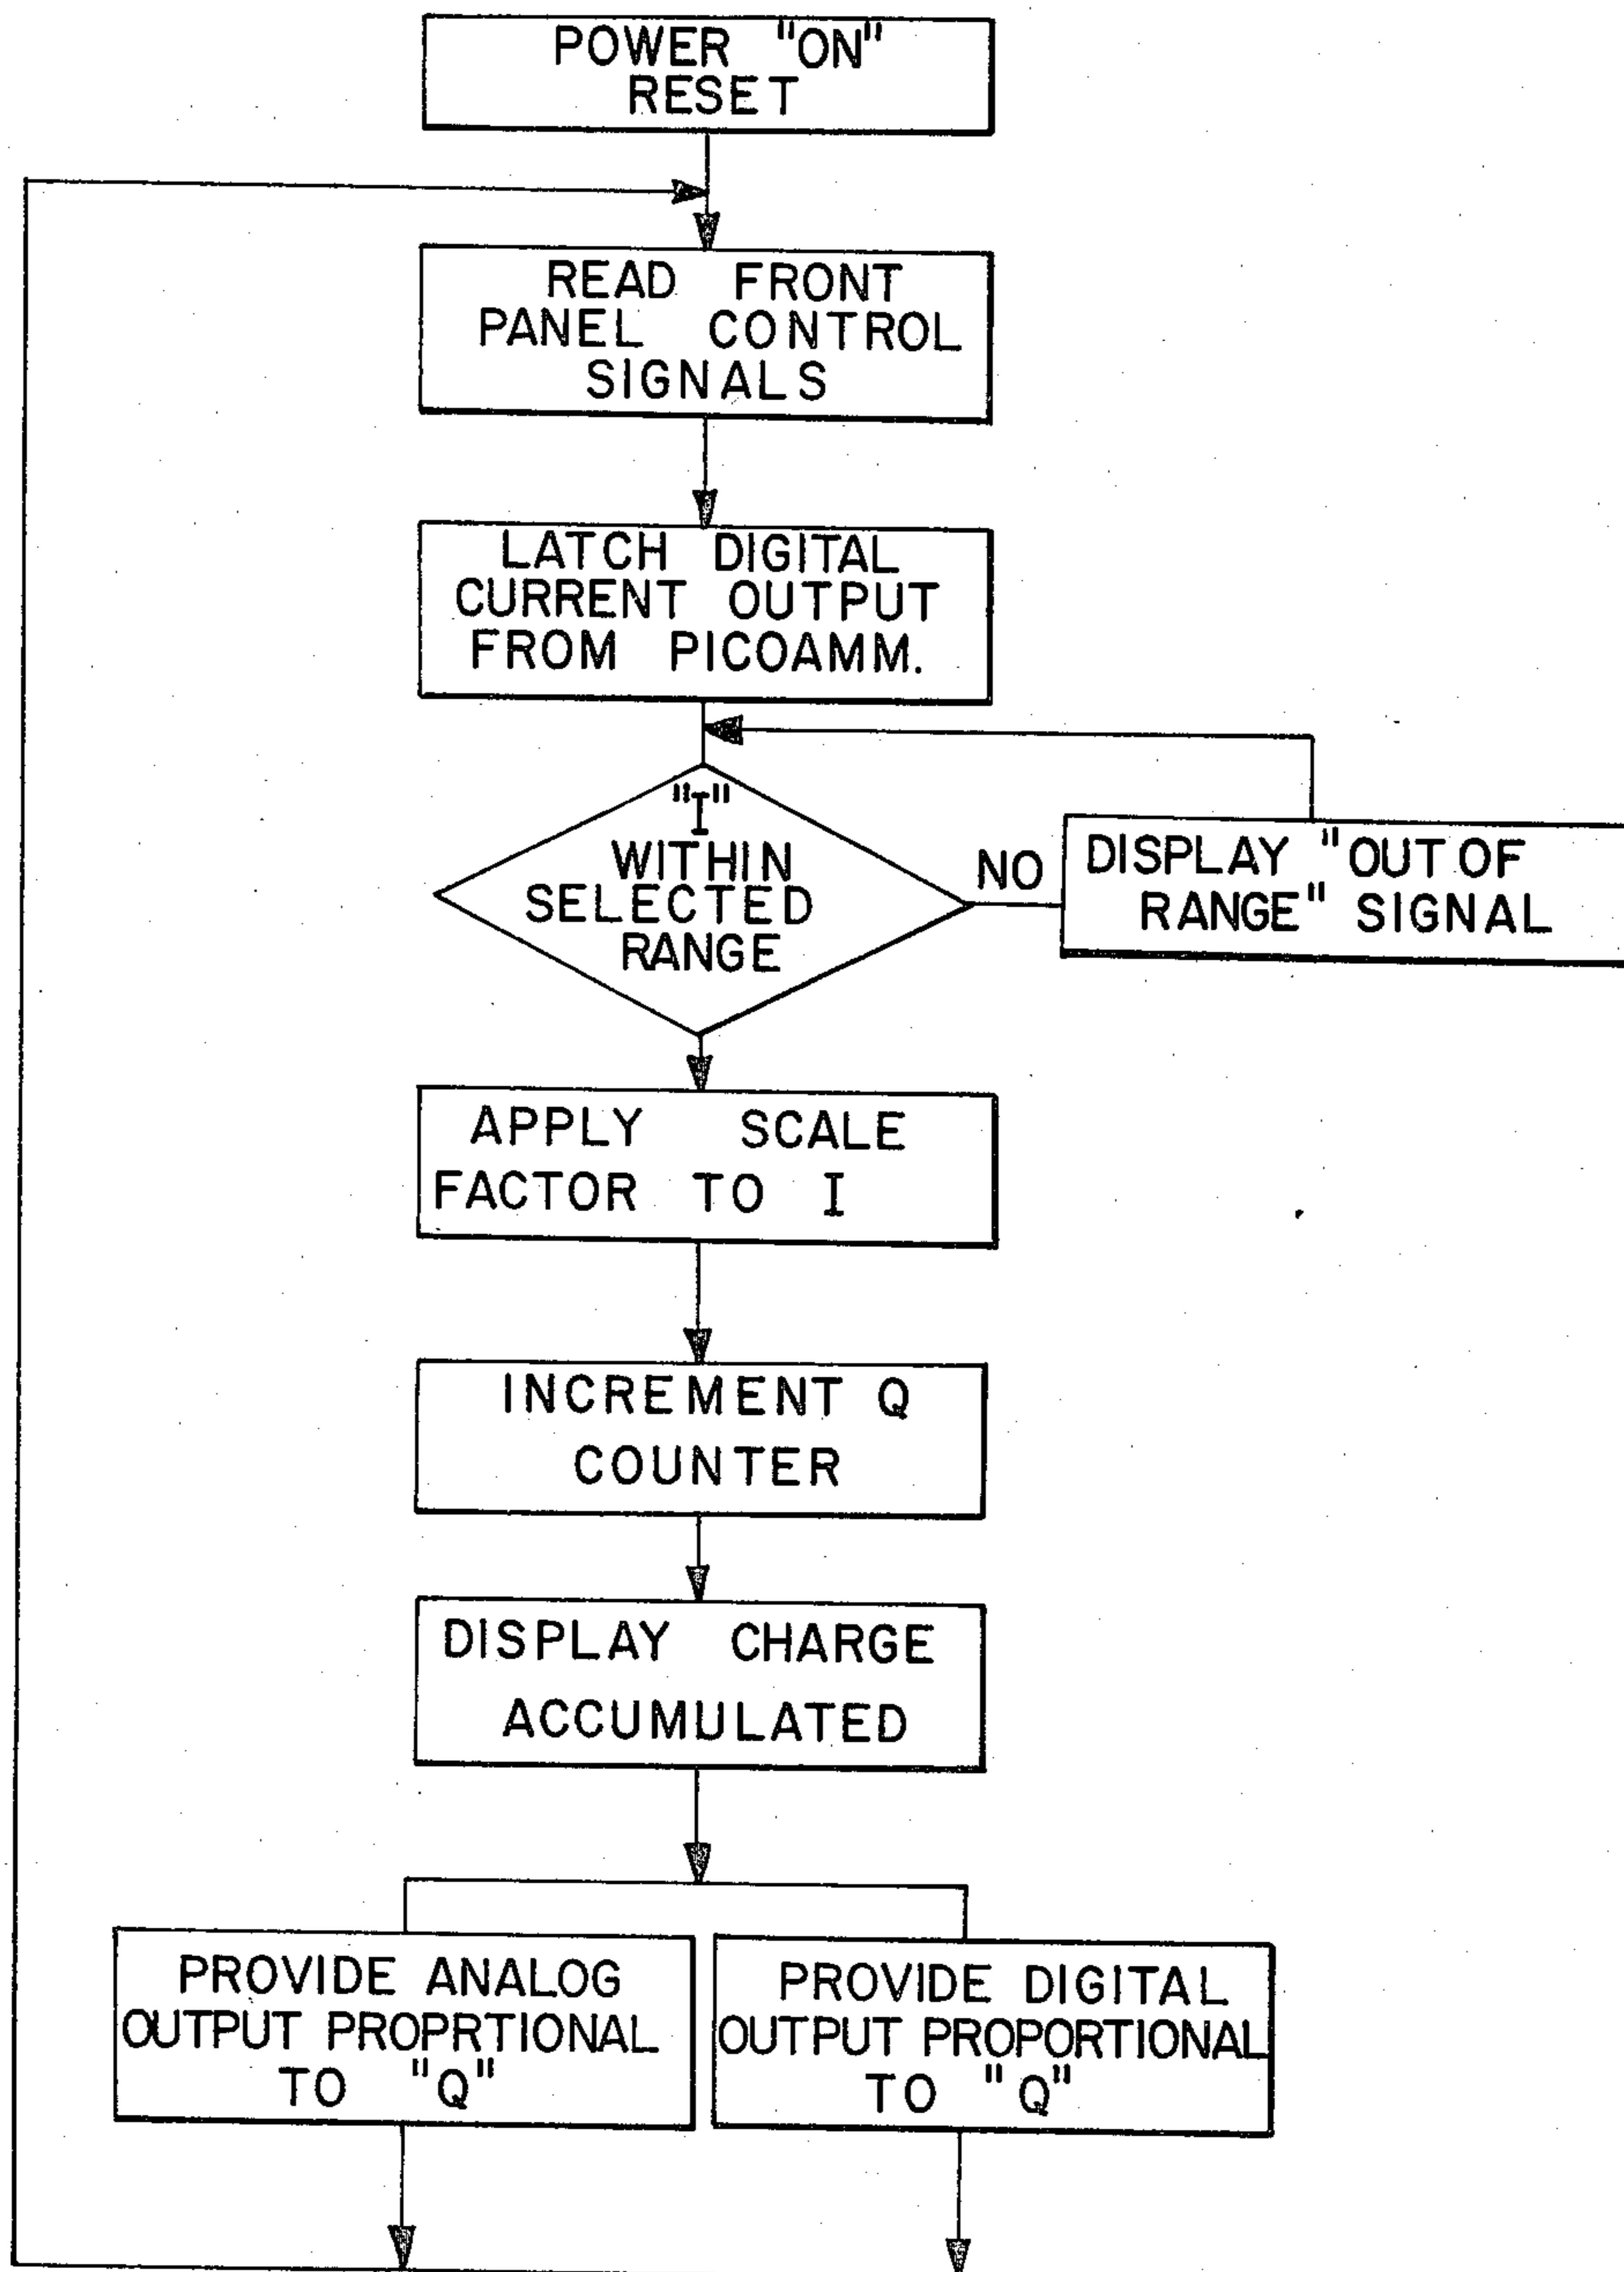 POWER "ON"
RESET
READ FRONT
PANEL CONTROL
SIGNALS
LATCH DIGITAL
CURRENT OUTPUT
FROM PICOAMM.
"I"
WITHIN
SELECTED
RANGE
NO
DISPLAY "OUT OF
RANGE" SIGNAL
APPLY SCALE
FACTOR TO I
INCREMENT Q
COUNTER
DISPLAY CHARGE
ACCUMULATED
PROVIDE ANALOG
OUTPUT PROPRTIONAL
TO "Q"
PROVIDE DIGITAL
OUTPUT PROPORTIONAL
TO "Q"